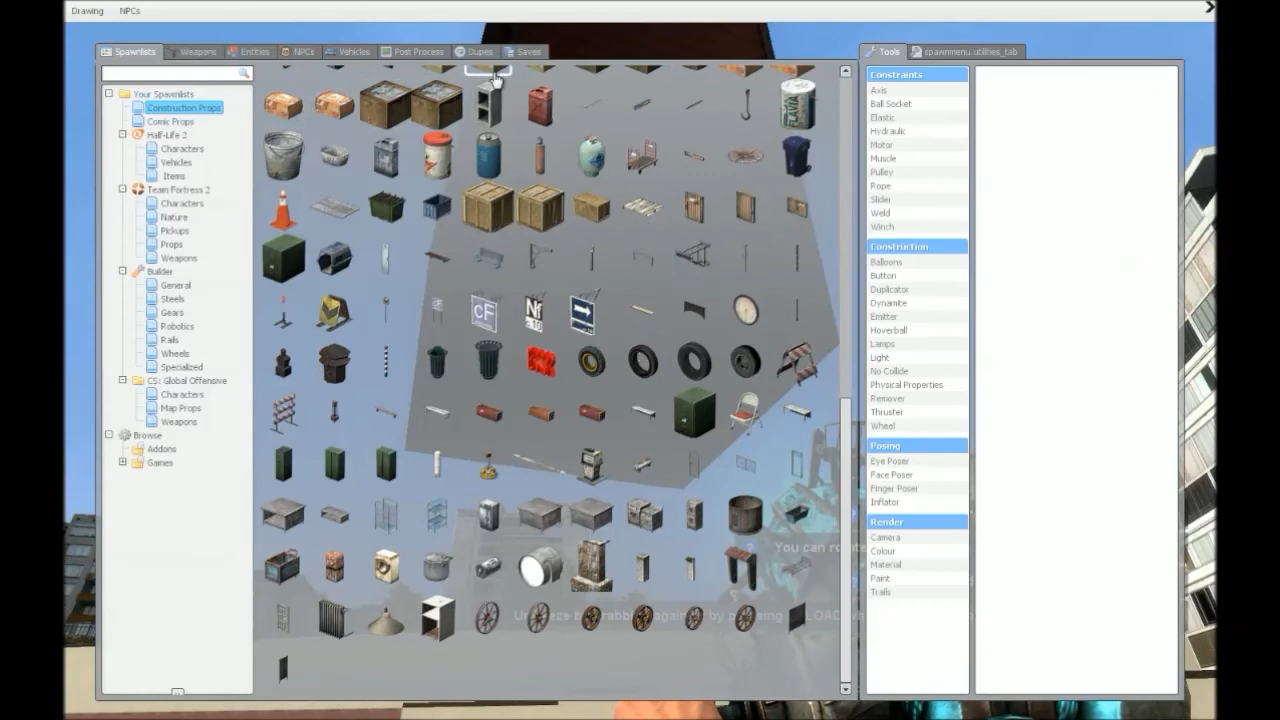 Drawing NPCs
Spawnlists Weapons Entities NPCs Vehicles Post Process Dupes Saves
Tools spawnmenu.utilities_tab
Your Spawnlists
Construction Props
Comic Props
Half-Life 2
Characters
Vehicles
Items
Team Fortress 2
Characters
Nature
Pickups
Props
Weapons
Builder
General
Steels
Gears
Robotics
Rails
Wheels
Specialized
CS: Global Offensive
Characters
Map Props
Weapons
Browse
Addons
Games
cF
Nf
Constraints
Axis
Ball Socket
Elastic
Hydraulic
Motor
Muscle
Pulley
Rope
Slider
Weld
Winch
Construction
Balloons
Button
Duplicator
Dynamite
Emitter
Hoverball
Lamps
Light
No Collide
Physical Properties
Remover
Thruster
Wheel
Posing
Eye Poser
Face Poser
Finger Poser
Inflator
Render
Camera
Colour
Material
Paint
Trails
You can
by
LOAD